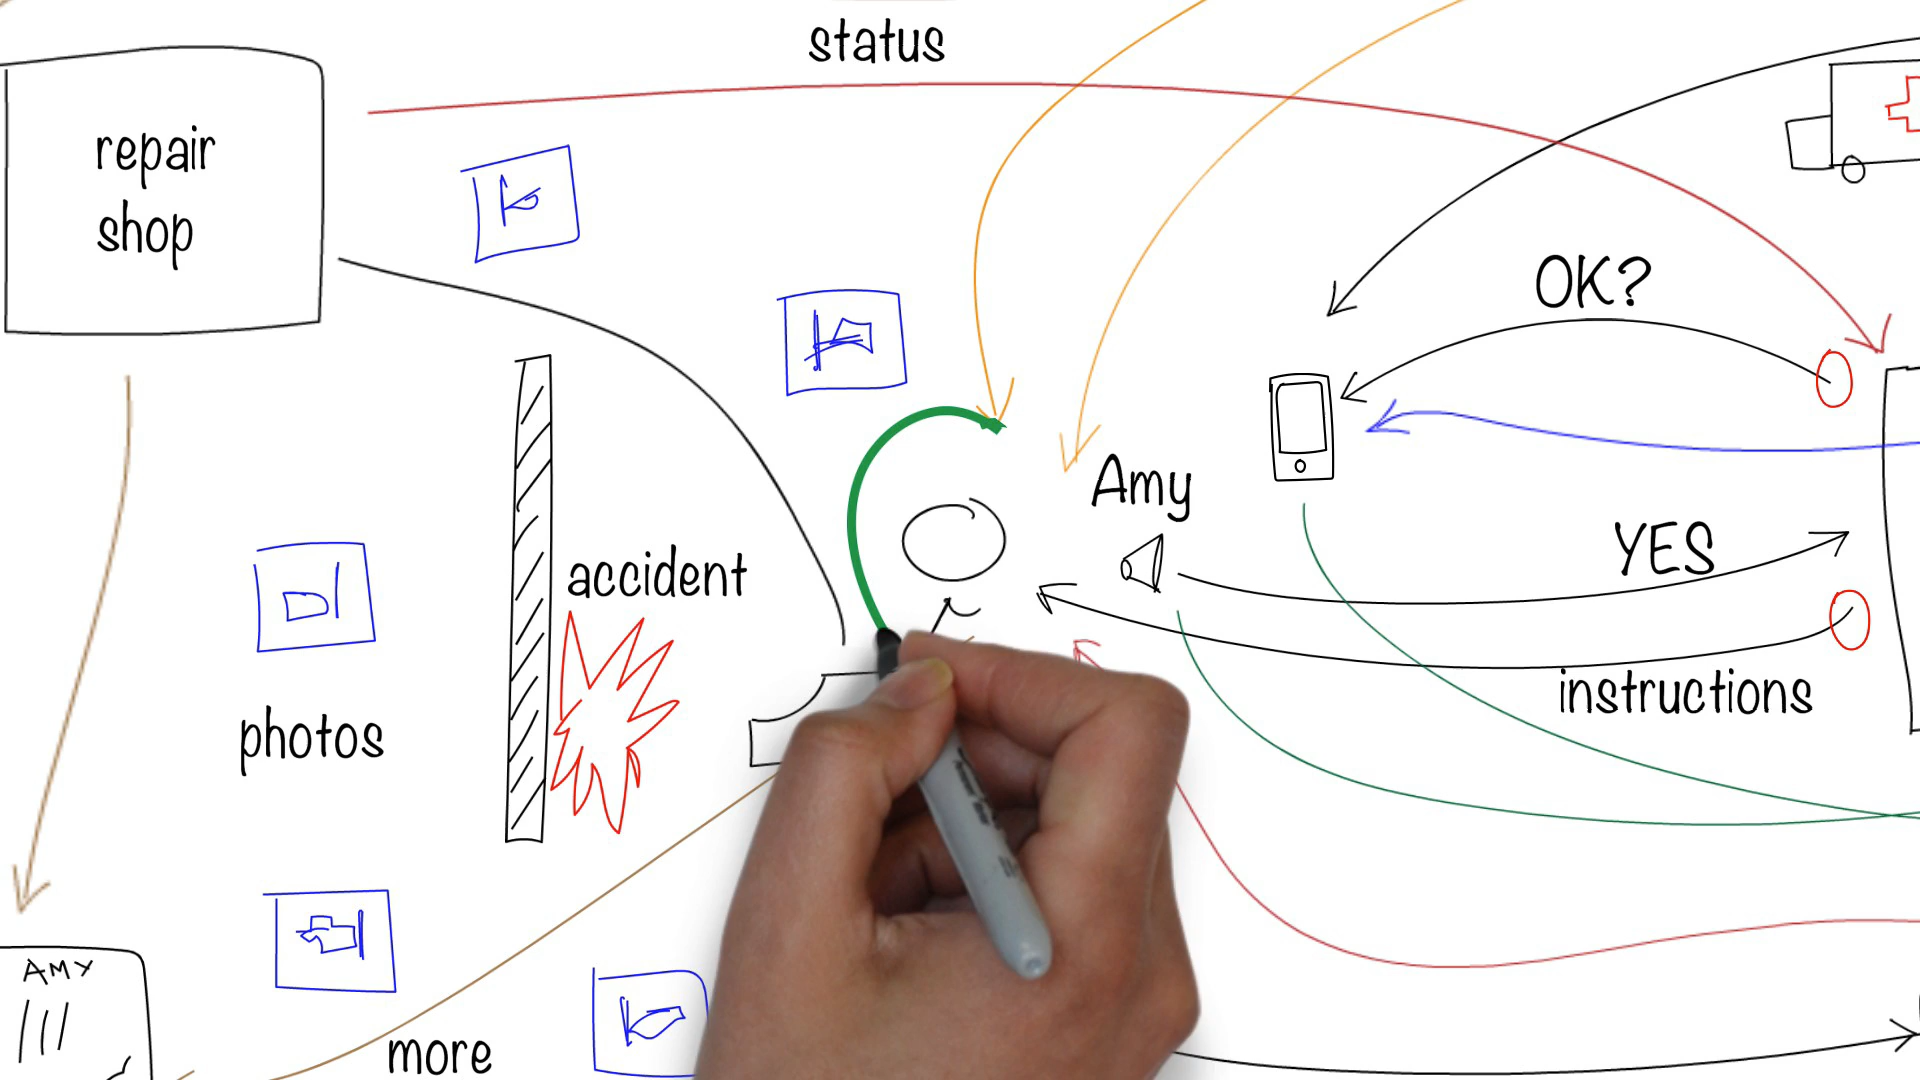 status
repair
shop
OK?
Amy
YES
accident
instructions
photos
AMY
more